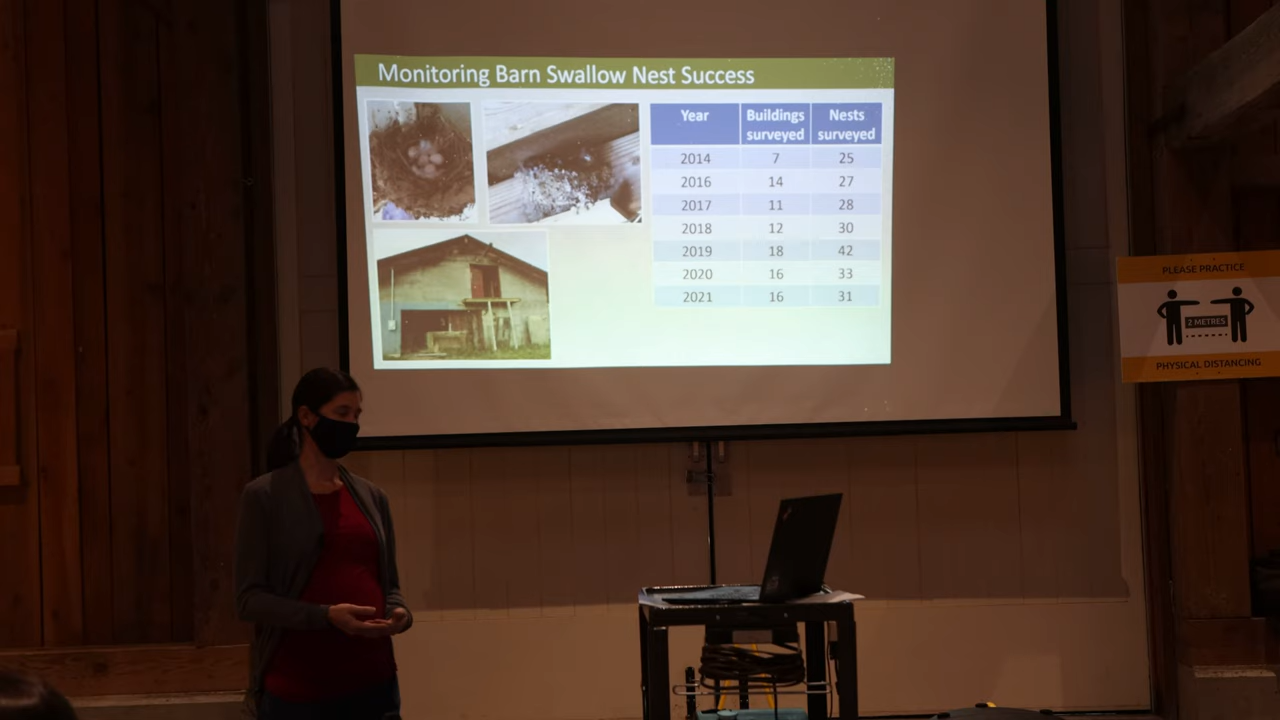 Monitoring Barn Swallow Nest Success
Year Buildings surveyed Nests surveyed
2014 7 25
2016 14 27
2017 11 28
2018 12 30
2019 18 42
2020 16 33
2021 16 31
PLEASE PRACTICE
2 METRES
PHYSICAL DISTANCING.